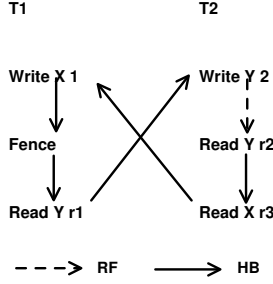 T1 T2
Write X 1 Write Y 2
Fence Read Y r2
Read Y r1 Read X r3
RF HB